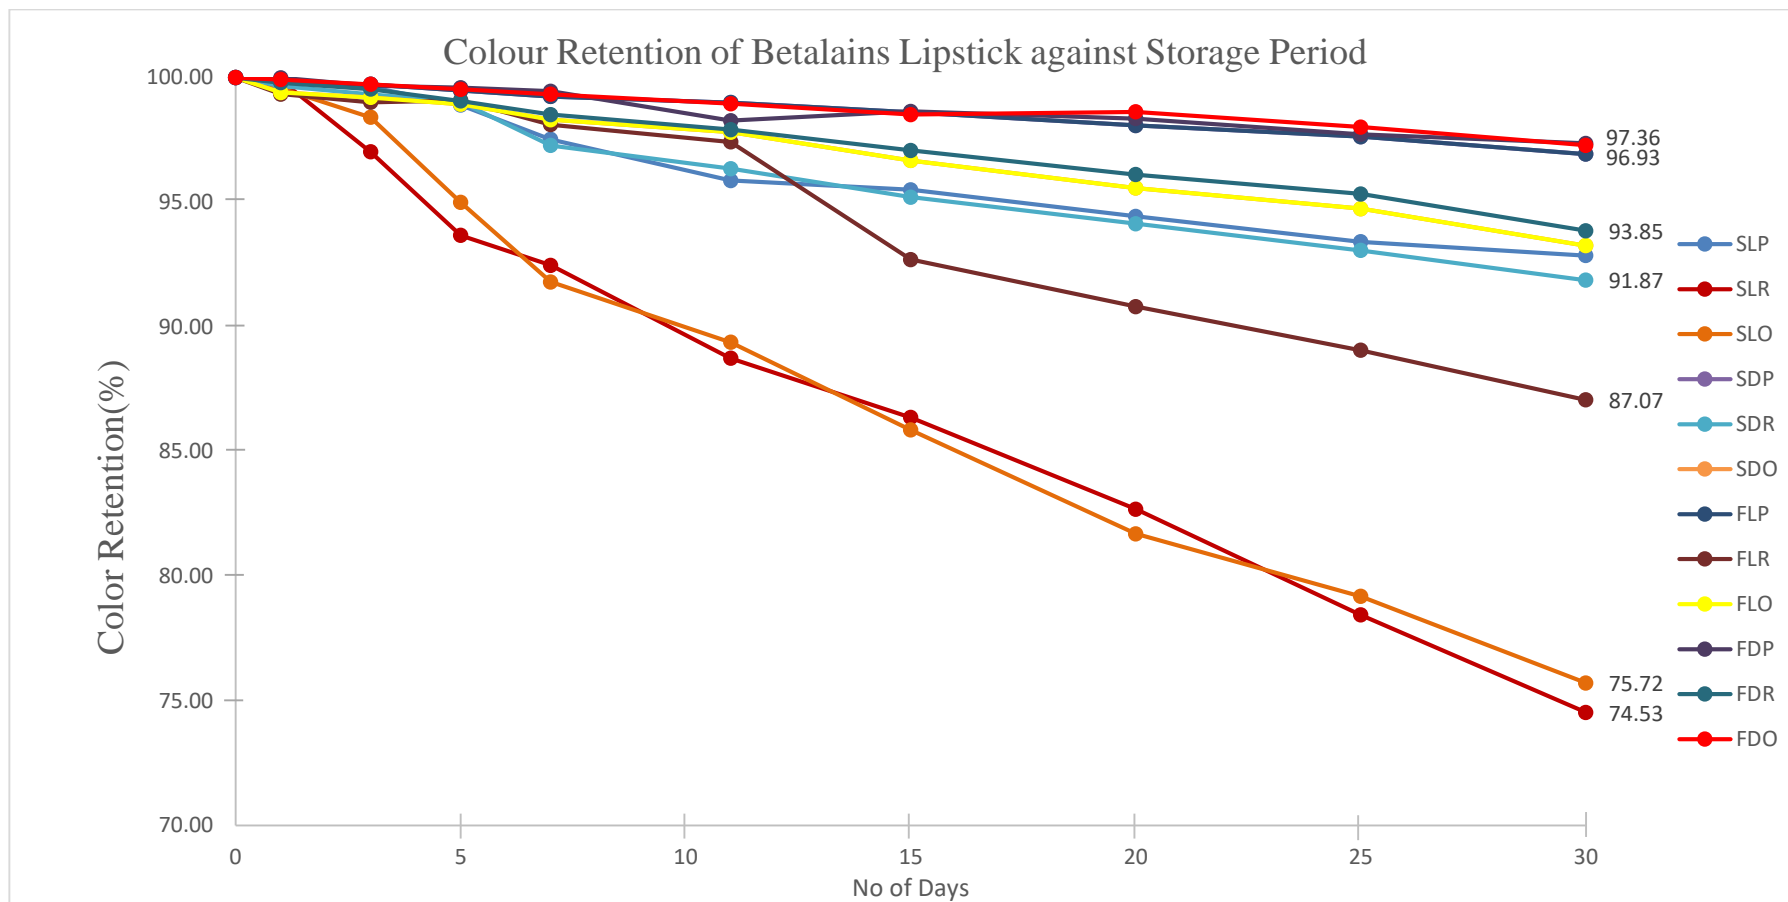 Colour Retention of Betalains Lipstick against Storage Period
Color Retention(%)
100.00
95.00
90.00
85.00
80.00
75.00
70.00
0
5
10
15
20
25
30
No of Days
97.36
96.93
93.85
91.87
87.07
75.72
74.53
SLP
SLR
SLO
SDP
SDR
SDO
FLP
FLR
FLO
FDP
FDR
FDO